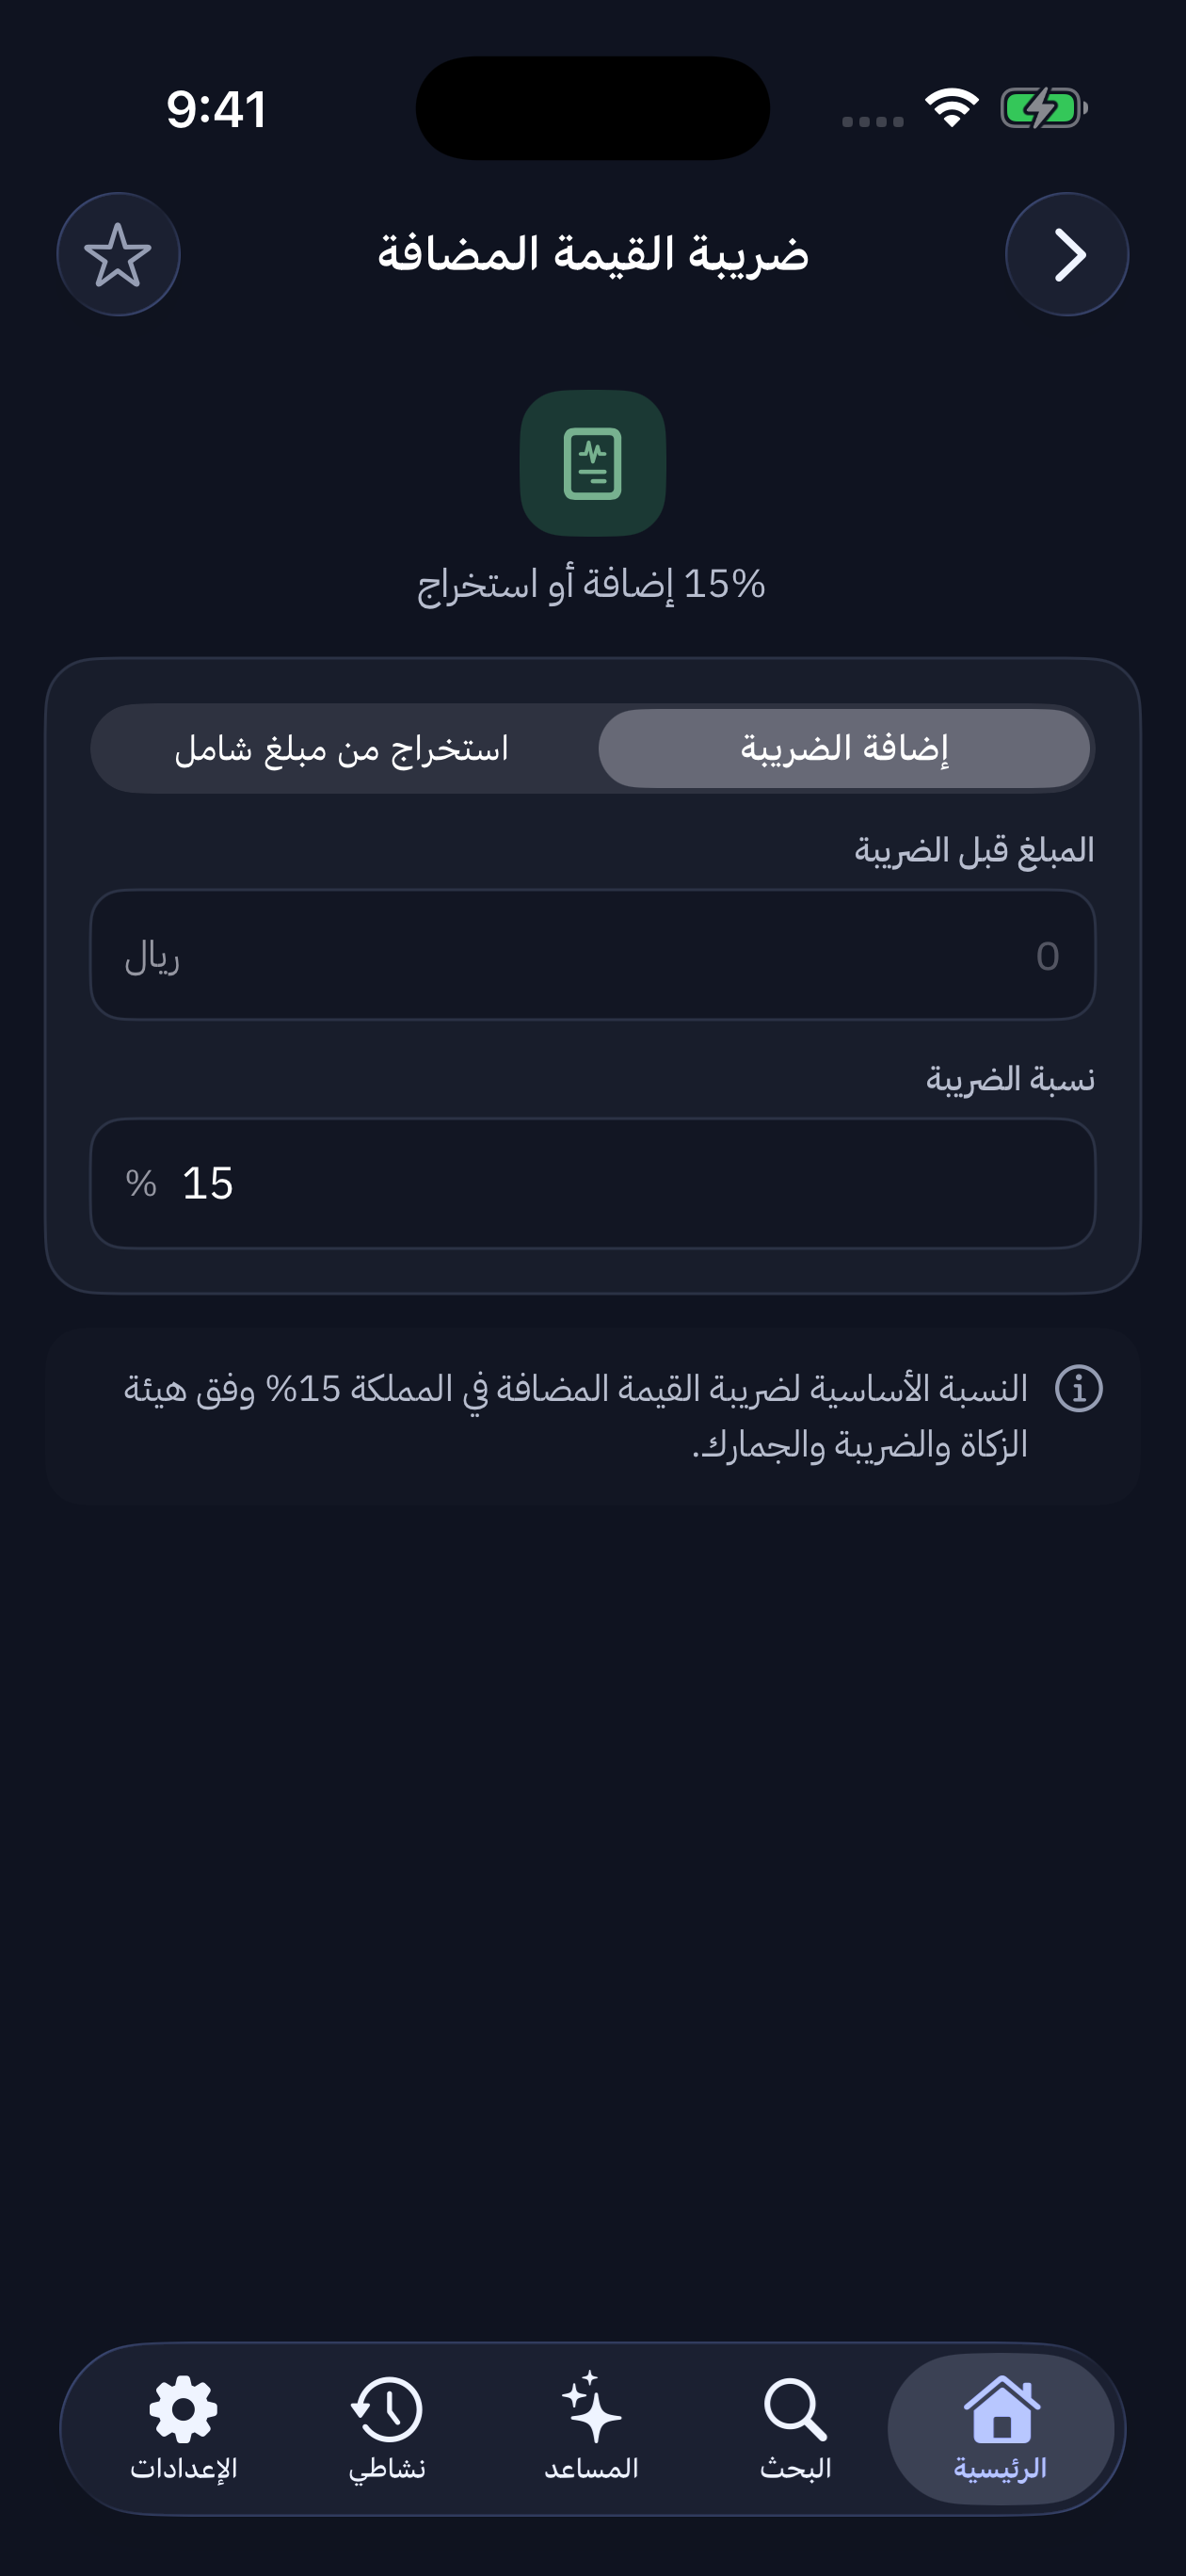 9:41
ضريبة القيمة المضافة
15% إضافة أو استخراج
إضافة الضريبة
استخراج من مبلغ شامل
المبلغ قبل الضريبة
0
ريال
نسبة الضريبة
15 %
النسبة الأساسية لضريبة القيمة المضافة في المملكة 15% وفق هيئة
الزكاة والضريبة والجمارك.
الرئيسية
البحث
المساعد
نشاطي
الإعدادات